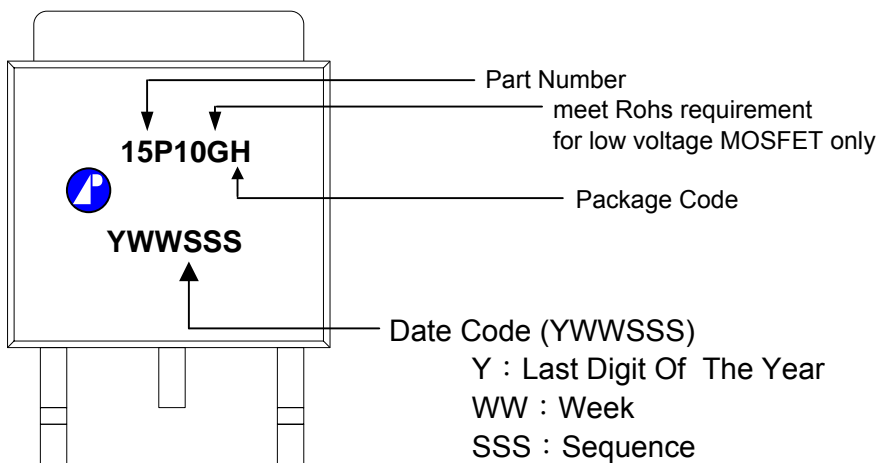 Part Number
meet Rohs requirement
for low voltage MOSFET only
15P10GH
Package Code
YWWSSS
Date Code (YWWSSS)
Y：Last Digit Of The Year
WW：Week
SSS：Sequence